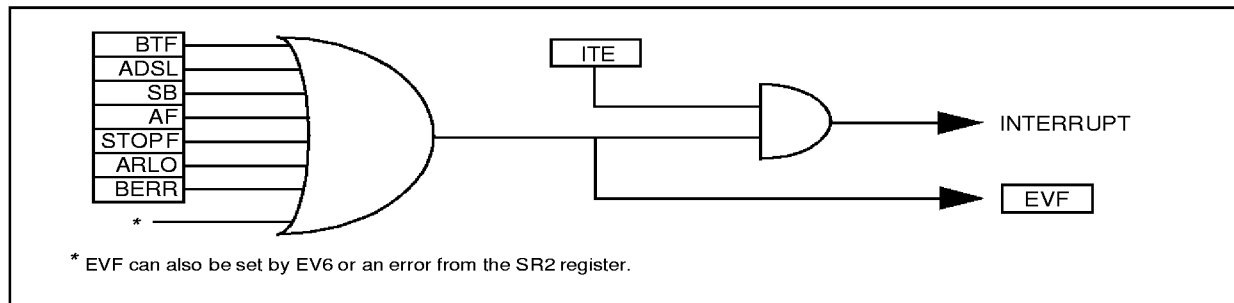 BTF
ADSL
SB
AF
STOPF
ARLO
BERR
*
ITE
INTERRUPT
EVF
* EVF can also be set by EV6 or an error from the SR2 register.